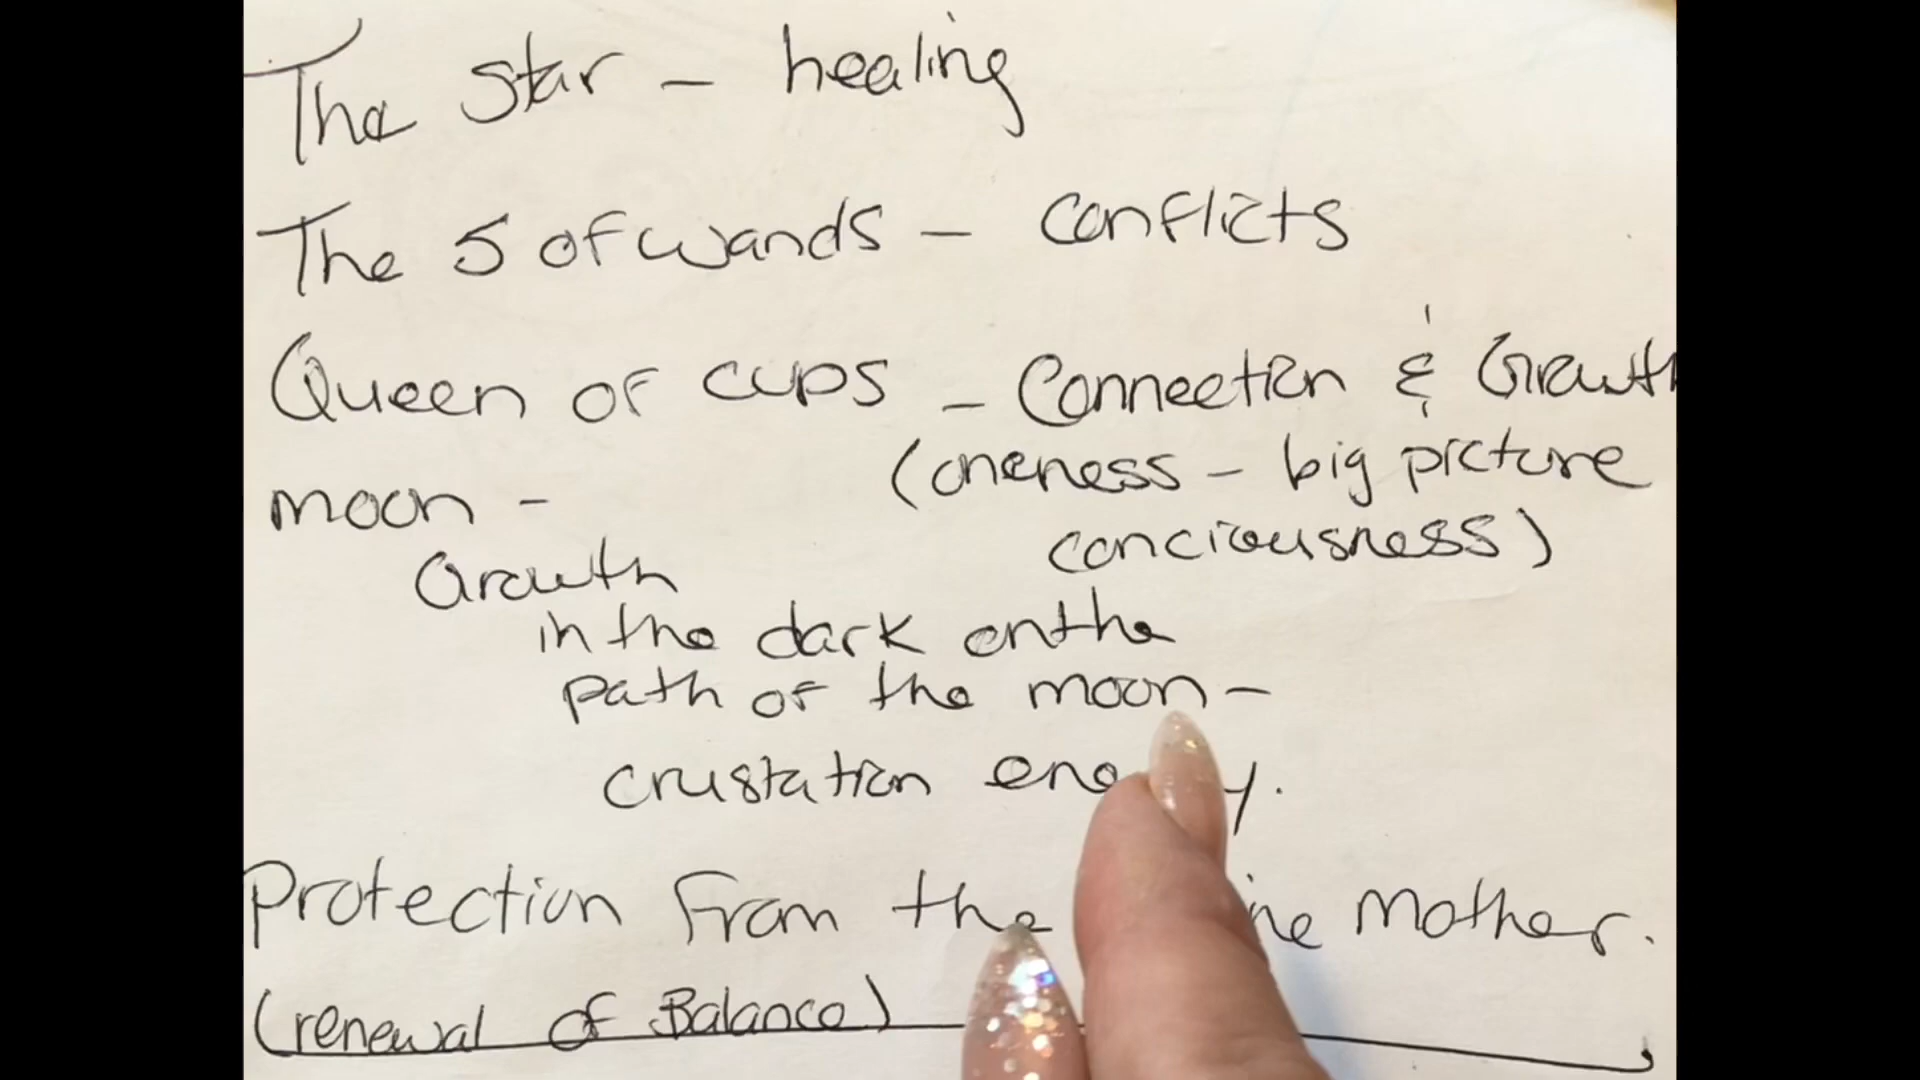 The Star - healing
The 5 of wands - Conflicts
Queen of cups - Connection & Growth
(oneness - big picture
moon -
conciousness)
Growth
in the dark on the
path of the moon -
crustation
Protection From the Mother.
(renewal of Balance)